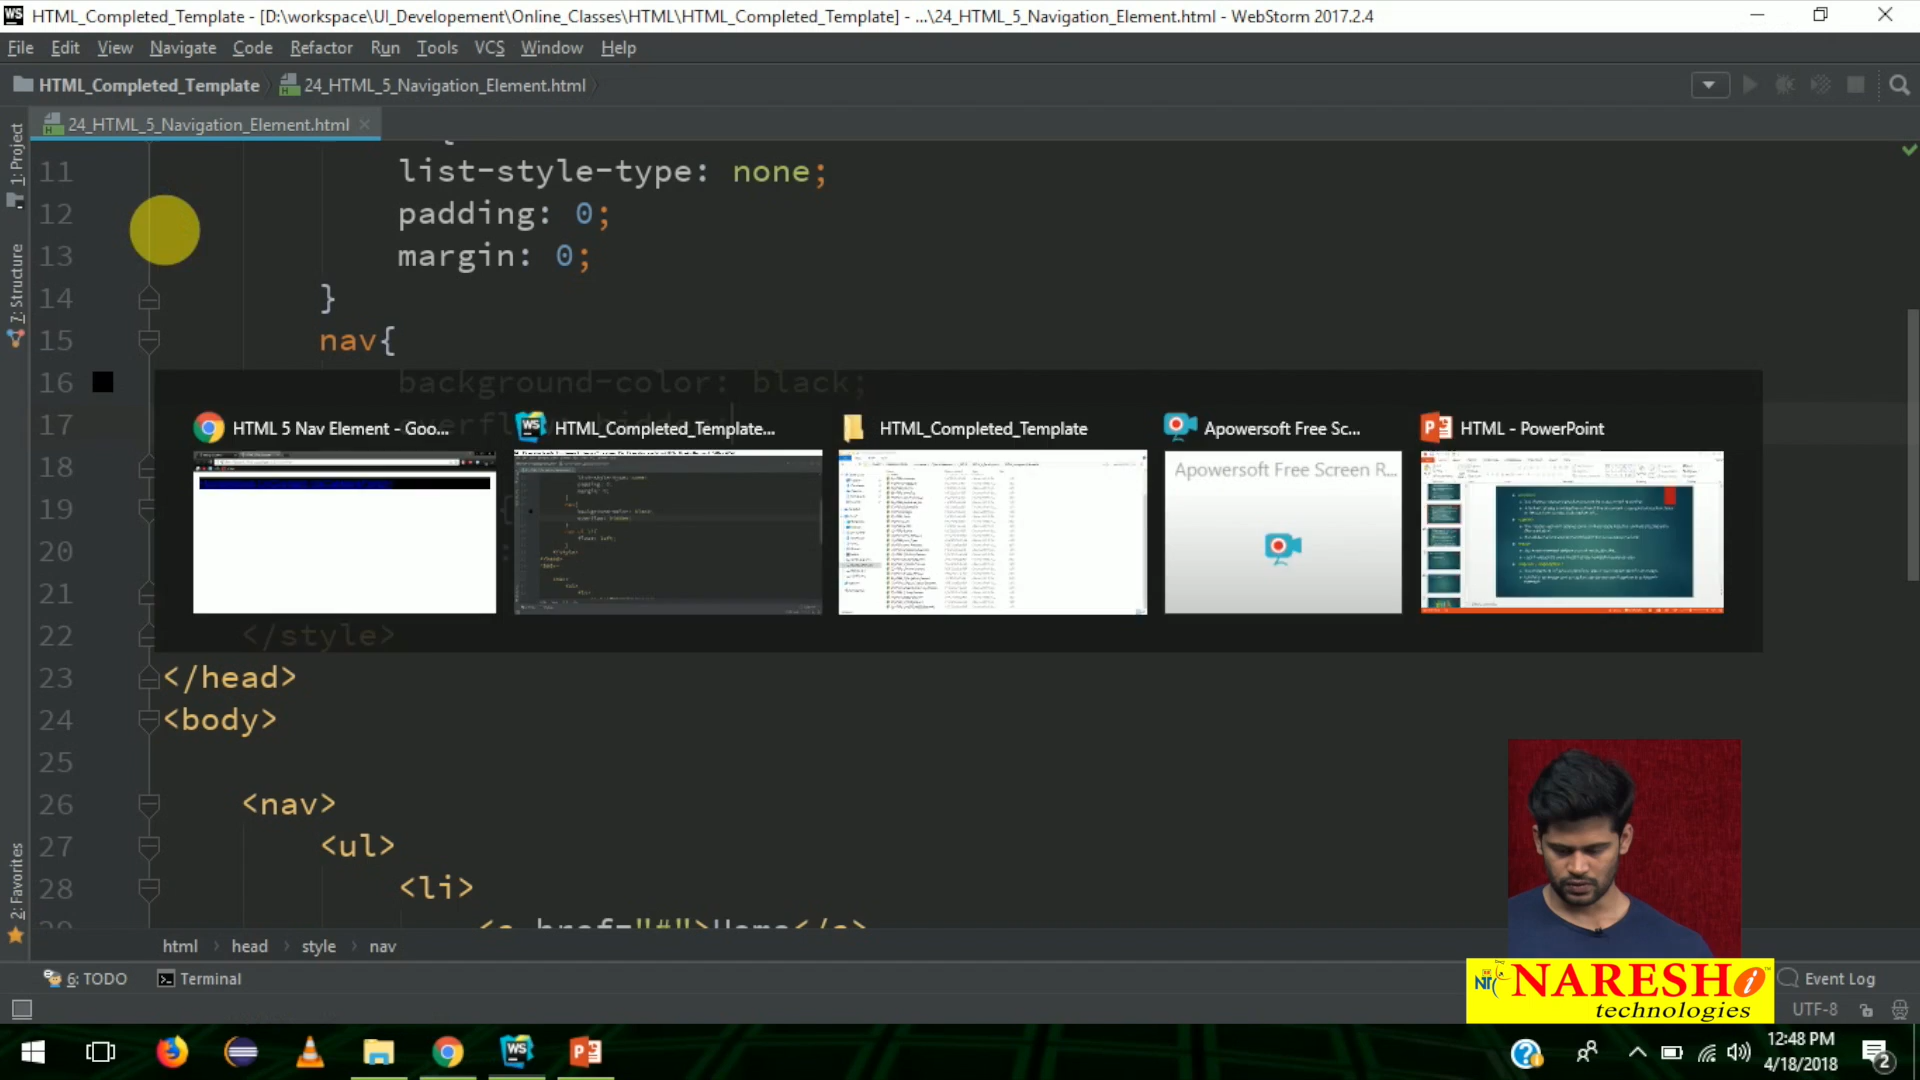 HTML_Completed_Template - [D:\workspace\UI_Developement\Online_Classes\HTML\HTML_Completed_Template] - ...\24_HTML_5_Navigation_Element.html - WebStorm 2017.2.4
File Edit View Navigate Code Refactor Run Tools VCS Window Help
HTML_Completed_Template 24_HTML_5_Navigation_Element.html
24_HTML_5_Navigation_Element.html
1: Project
7: Structure
2: Favorites
11 list-style-type: none;
12 padding: 0;
13 margin: 0;
14 }
15 nav{
16 background-color: black;
17 overflow: hidden;
18
19
20
21
22 </style>
23 </head>
24 <body>
25
26 <nav>
27 <ul>
28 <li>
<a href="#">Home</a>
HTML 5 Nav Element - Goo...
HTML_Completed_Template...
HTML_Completed_Template
Apowersoft Free Sc...
HTML - PowerPoint
Apowersoft Free Screen R...
html head style nav
6: TODO Terminal
Event Log
UTF-8
NARESH i
technologies
12:48 PM
4/18/2018
2